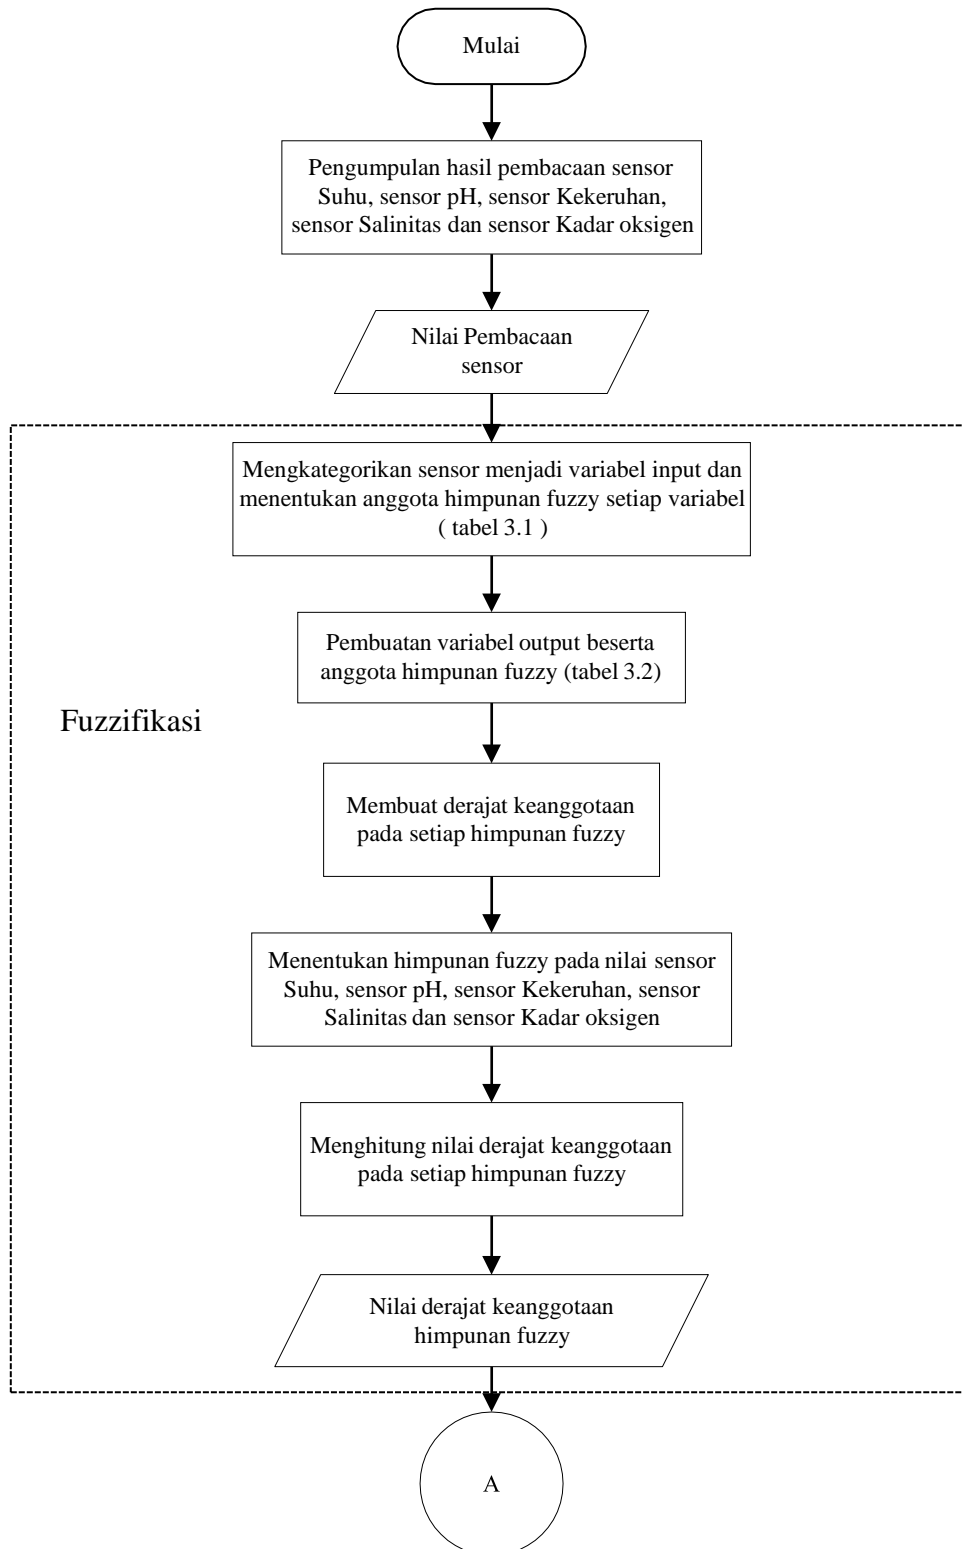 Mulai
Pengumpulan hasil pembacaan sensor
Suhu, sensor pH, sensor Kekeruhan,
sensor Salinitas dan sensor Kadar oksigen
Nilai Pembacaan
sensor
Mengkategorikan sensor menjadi variabel input dan
menentukan anggota himpunan fuzzy setiap variabel
( tabel 3.1 )
Pembuatan variabel output beserta
anggota himpunan fuzzy (tabel 3.2)
Fuzzifikasi
Membuat derajat keanggotaan
pada setiap himpunan fuzzy
Menentukan himpunan fuzzy pada nilai sensor
Suhu, sensor pH, sensor Kekeruhan, sensor
Salinitas dan sensor Kadar oksigen
Menghitung nilai derajat keanggotaan
pada setiap himpunan fuzzy
Nilai derajat keanggotaan
himpunan fuzzy
A